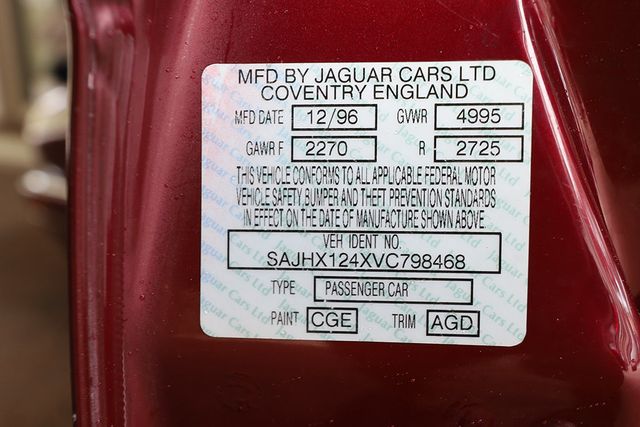 MFD BY JAGUAR CARS LTD
COVENTRY ENGLAND
MFD DATE 12/96 GVWR 4995
GAWR F 2270 R 2725
THIS VEHICLE CONFORMS TO ALL APPLICABLE FEDERAL MOTOR
VEHICLE SAFETY, BUMPER AND THEFT PREVENTION STANDARDS
IN EFFECT ON THE DATE OF MANUFACTURE SHOWN ABOVE.
VEH IDENT NO.
SAJHX124XVC798468
TYPE PASSENGER CAR
PAINT CGE TRIM AGD